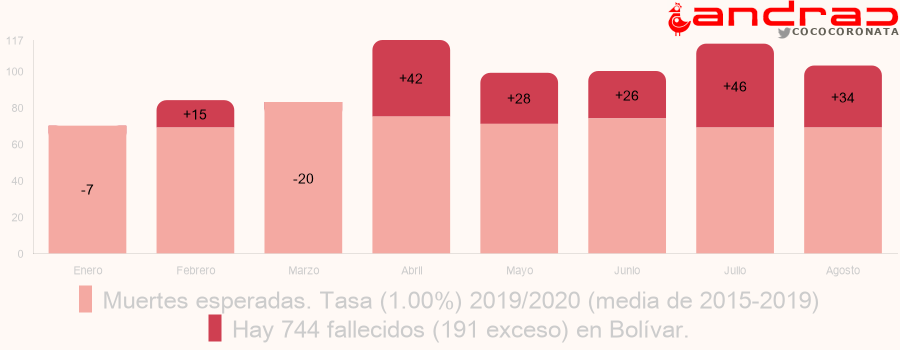 andrac
COCOCORONATA
117
100
80
60
40
20
0
-7
+15
-20
+42
+28
+26
+46
+34
Enero
Febrero
Marzo
Abril
Mayo
Junio
Julio
Agosto
Muertes esperadas. Tasa (1.00%) 2019/2020 (media de 2015-2019)
Hay 744 fallecidos (191 exceso) en Bolívar.